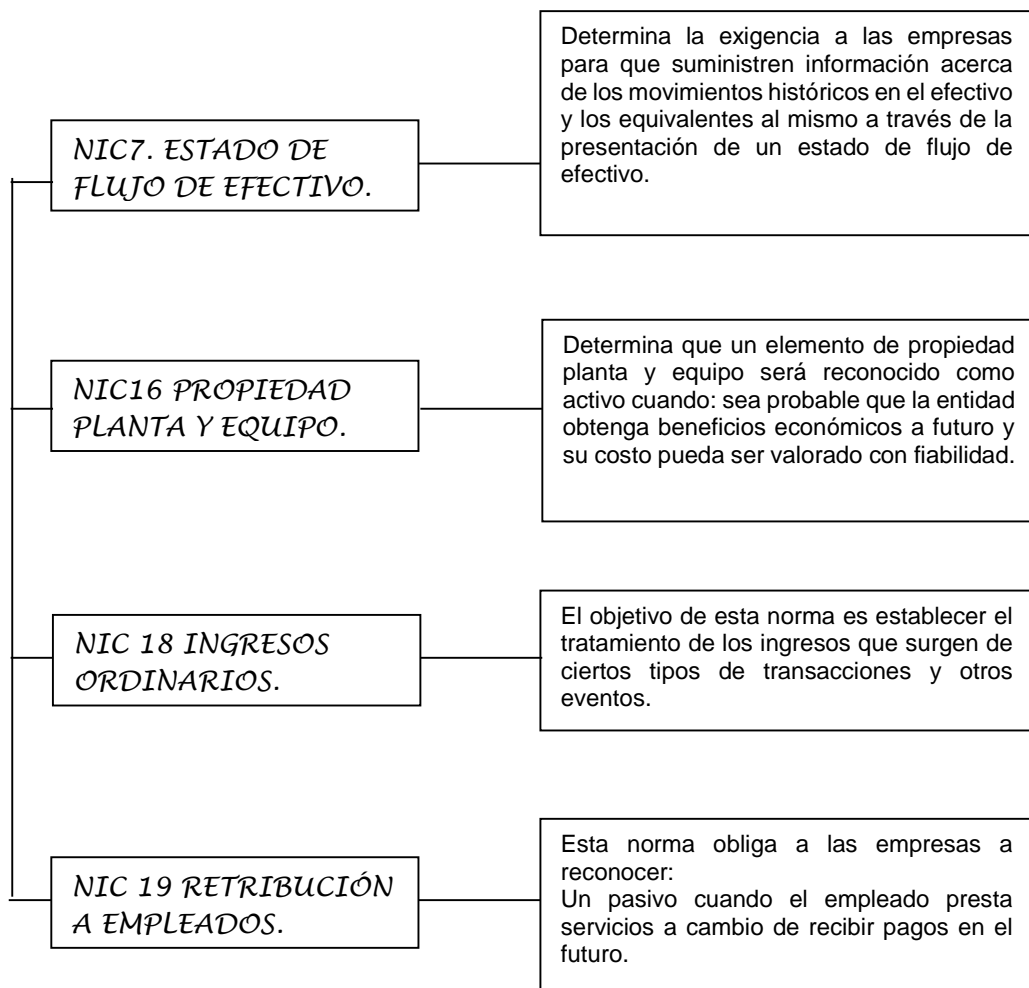 NIC7. ESTADO DE
FLUJO DE EFECTIVO.
Determina la exigencia a las empresas
para que suministren información acerca
de los movimientos históricos en el efectivo
y los equivalentes al mismo a través de la
presentación de un estado de flujo de
efectivo.
NIC16 PROPIEDAD
PLANTA Y EQUIPO.
Determina que un elemento de propiedad
planta y equipo será reconocido como
activo cuando: sea probable que la entidad
obtenga beneficios económicos a futuro y
su costo pueda ser valorado con fiabilidad.
NIC 18 INGRESOS
ORDINARIOS.
El objetivo de esta norma es establecer el
tratamiento de los ingresos que surgen de
ciertos tipos de transacciones y otros
eventos.
NIC 19 RETRIBUCIÓN
A EMPLEADOS.
Esta norma obliga a las empresas a
reconocer:
Un pasivo cuando el empleado presta
servicios a cambio de recibir pagos en el
futuro.